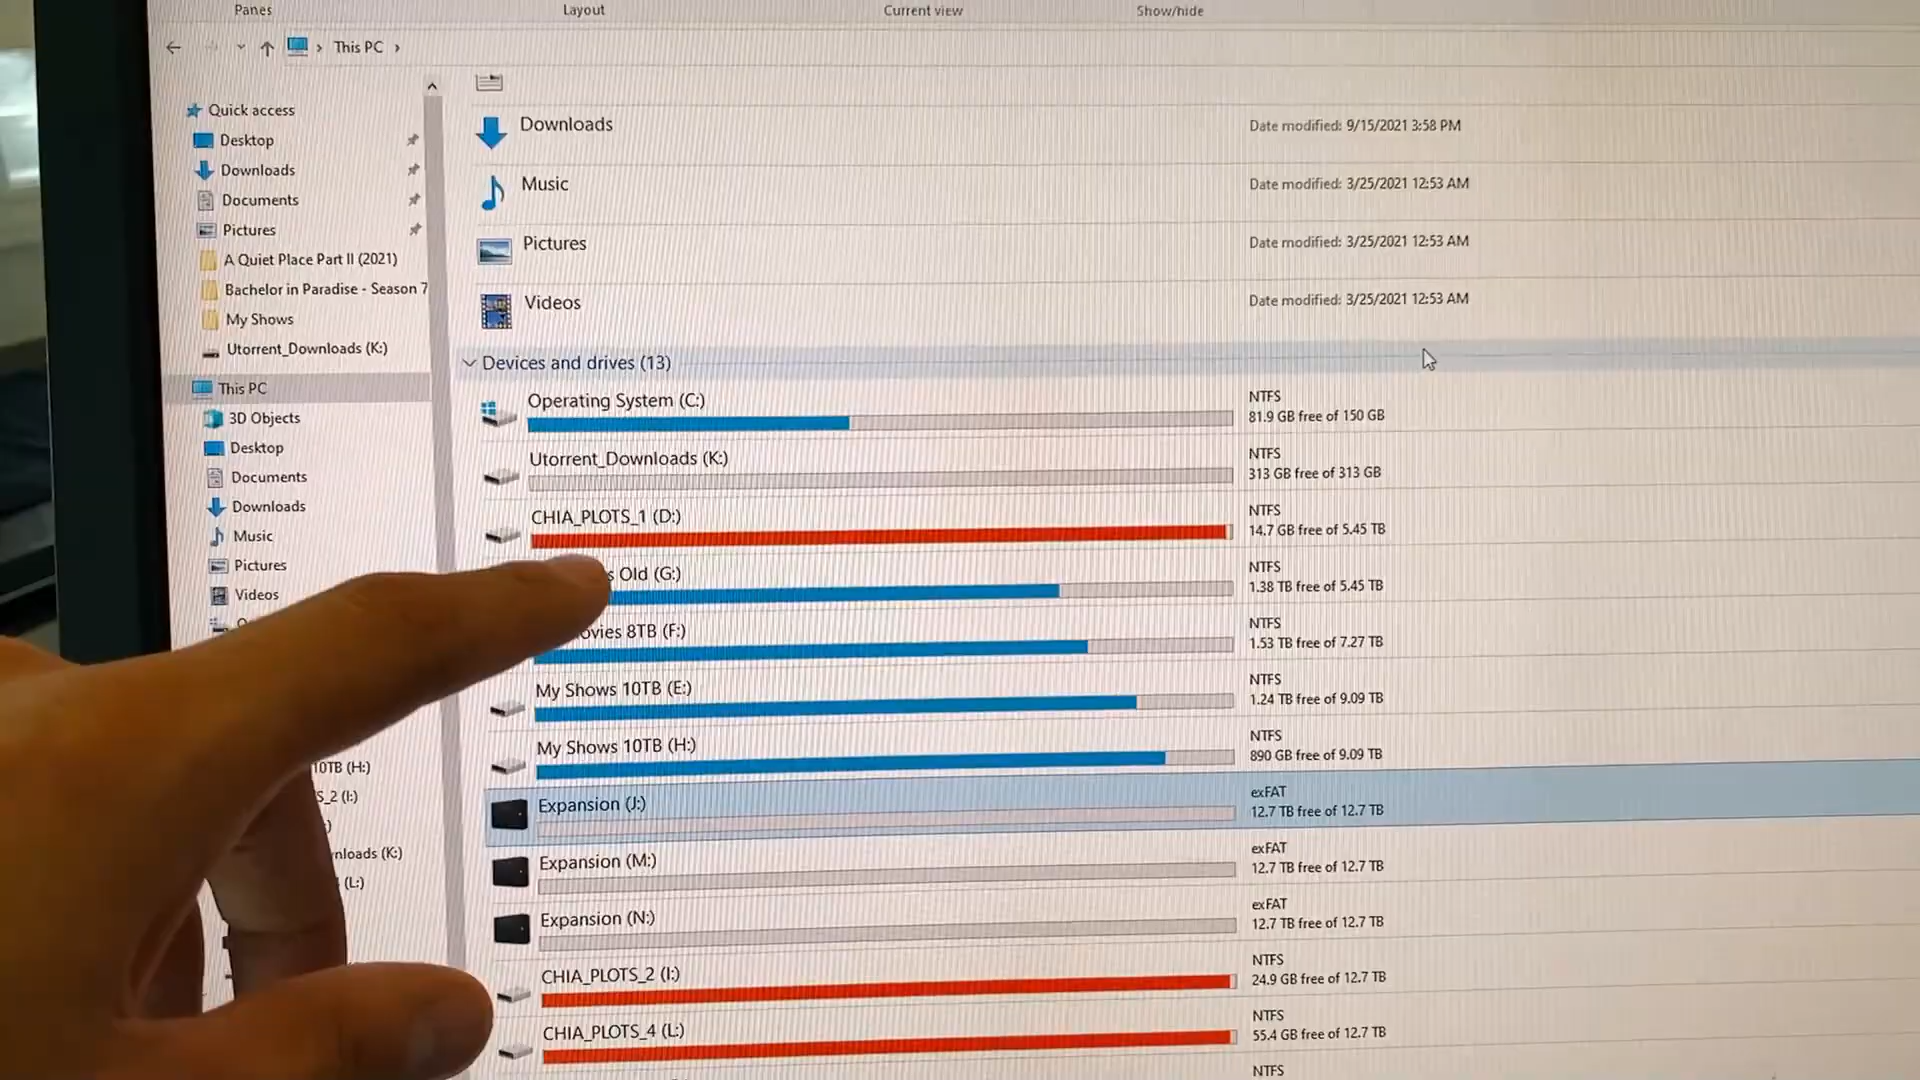 Panes Layout Current view Show/hide
This PC
Quick access
Desktop
Downloads
Documents
Pictures
A Quiet Place Part II (2021)
Bachelor in Paradise - Season 7
My Shows
Utorrent_Downloads (K:)
This PC
3D Objects
Desktop
Documents
Downloads
Music
Pictures
Videos
10TB (H:)
S_2 (I:)
nloads (K:)
(L:)
Downloads
Date modified: 9/15/2021 3:58 PM
Music
Date modified: 3/25/2021 12:53 AM
Pictures
Date modified: 3/25/2021 12:53 AM
Videos
Date modified: 3/25/2021 12:53 AM
Devices and drives (13)
Operating System (C:)
NTFS
81.9 GB free of 150 GB
Utorrent_Downloads (K:)
NTFS
313 GB free of 313 GB
CHIA_PLOTS_1 (D:)
NTFS
14.7 GB free of 5.45 TB
s Old (G:)
NTFS
1.38 TB free of 5.45 TB
ovies 8TB (F:)
NTFS
1.53 TB free of 7.27 TB
My Shows 10TB (E:)
NTFS
1.24 TB free of 9.09 TB
My Shows 10TB (H:)
NTFS
890 GB free of 9.09 TB
Expansion (J:)
exFAT
12.7 TB free of 12.7 TB
Expansion (M:)
exFAT
12.7 TB free of 12.7 TB
Expansion (N:)
exFAT
12.7 TB free of 12.7 TB
CHIA_PLOTS_2 (I:)
NTFS
24.9 GB free of 12.7 TB
CHIA_PLOTS_4 (L:)
NTFS
55.4 GB free of 12.7 TB
NTFS